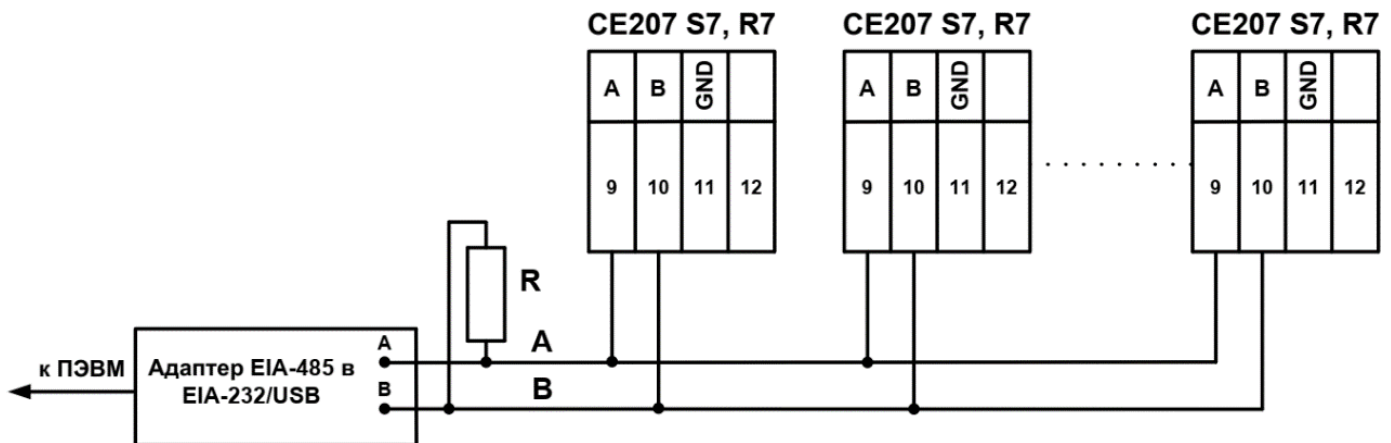 CE207 S7, R7
CE207 S7, R7
CE207 S7, R7
A B GND
A B GND
A B GND
9 10 11 12
9 10 11 12
9 10 11 12
R
A
B
к ПЭВМ
Адаптер EIA-485 в
EIA-232/USB
A
B